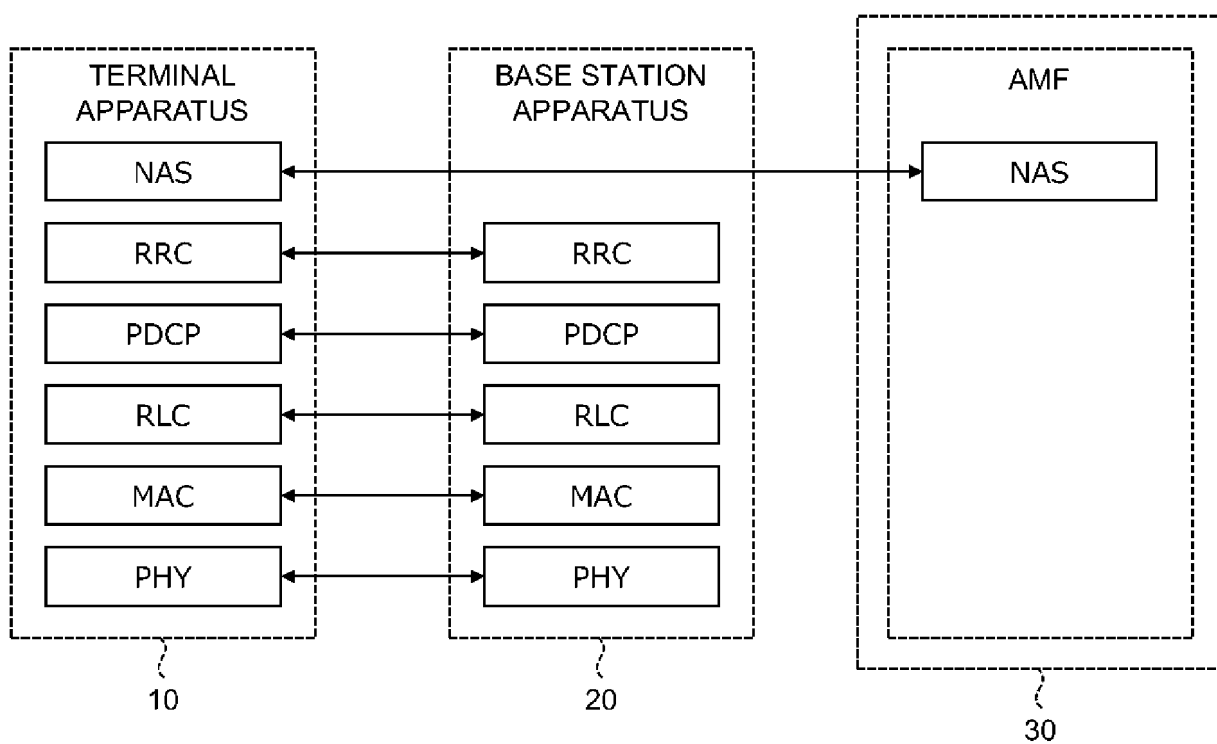 TERMINAL
APPARATUS
BASE STATION
APPARATUS
AMF
NAS
NAS
RRC
RRC
PDCP
PDCP
RLC
RLC
MAC
MAC
PHY
PHY
10
20
30